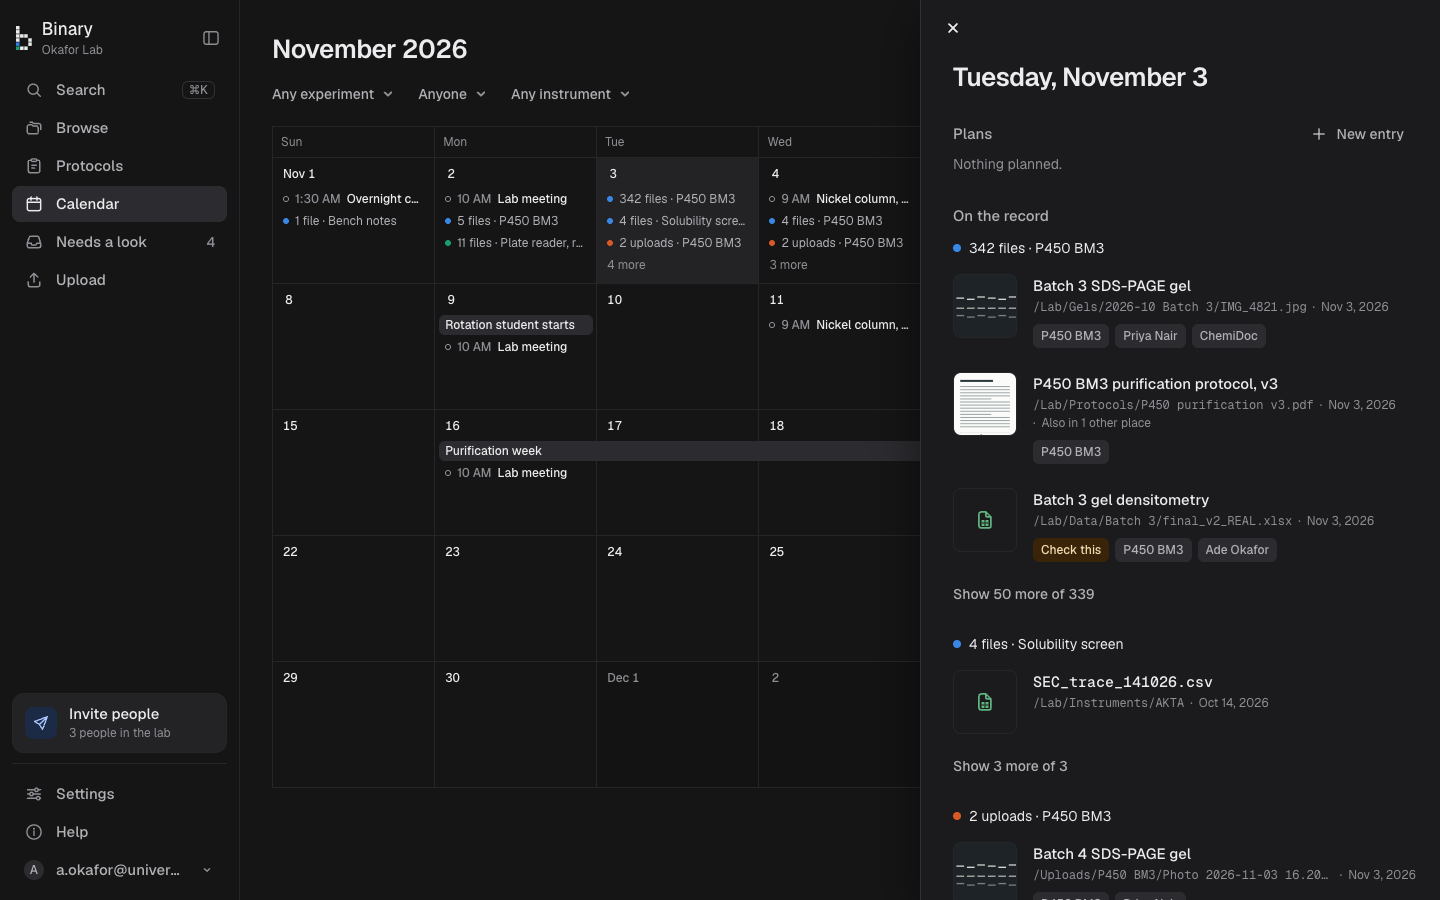 Binary
Okafor Lab
Search ⌘K
Browse
Protocols
Calendar
Needs a look 4
Upload
Invite people
3 people in the lab
Settings
Help
A a.okafor@univer...
November 2026
Any experiment Anyone Any instrument
Sun Mon Tue Wed
Nov 1 2 3 4
1:30 AM Overnight c... 10 AM Lab meeting 342 files · P450 BM3 9 AM Nickel column, ...
1 file · Bench notes 5 files · P450 BM3 4 files · Solubility scre... 4 files · P450 BM3
11 files · Plate reader, r... 2 uploads · P450 BM3 2 uploads · P450 BM3
4 more 3 more
8 9 10 11
Rotation student starts 9 AM Nickel column, ...
10 AM Lab meeting
15 16 17 18
Purification week
10 AM Lab meeting
22 23 24 25
29 30 Dec 1 2
Tuesday, November 3
Plans New entry
Nothing planned.
On the record
342 files · P450 BM3
Batch 3 SDS-PAGE gel
/Lab/Gels/2026-10 Batch 3/IMG_4821.jpg · Nov 3, 2026
P450 BM3 Priya Nair ChemiDoc
P450 BM3 purification protocol, v3
/Lab/Protocols/P450 purification v3.pdf · Nov 3, 2026
· Also in 1 other place
P450 BM3
Batch 3 gel densitometry
/Lab/Data/Batch 3/final_v2_REAL.xlsx · Nov 3, 2026
Check this P450 BM3 Ade Okafor
Show 50 more of 339
4 files · Solubility screen
SEC_trace_141026.csv
/Lab/Instruments/AKTA · Oct 14, 2026
Show 3 more of 3
2 uploads · P450 BM3
Batch 4 SDS-PAGE gel
/Uploads/P450 BM3/Photo 2026-11-03 16.20... · Nov 3, 2026